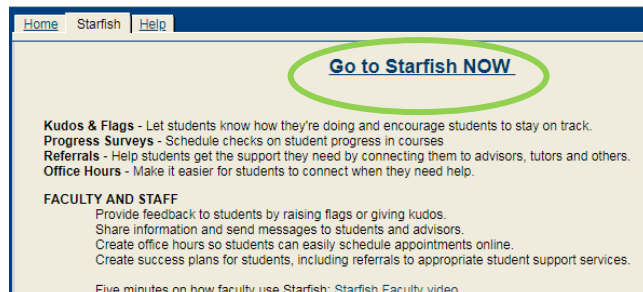 Home Starfish Help
Go to Starfish NOW
Kudos & Flags - Let students know how they're doing and encourage students to stay on track.
Progress Surveys - Schedule checks on student progress in courses
Referrals - Help students get the support they need by connecting them to advisors, tutors and others.
Office Hours - Make it easier for students to connect when they need help.
FACULTY AND STAFF
Provide feedback to students by raising flags or giving kudos.
Share information and send messages to students and advisors.
Create office hours so students can easily schedule appointments online.
Create success plans for students, including referrals to appropriate student support services.
Five minutes on how faculty use Starfish: Starfish Faculty video